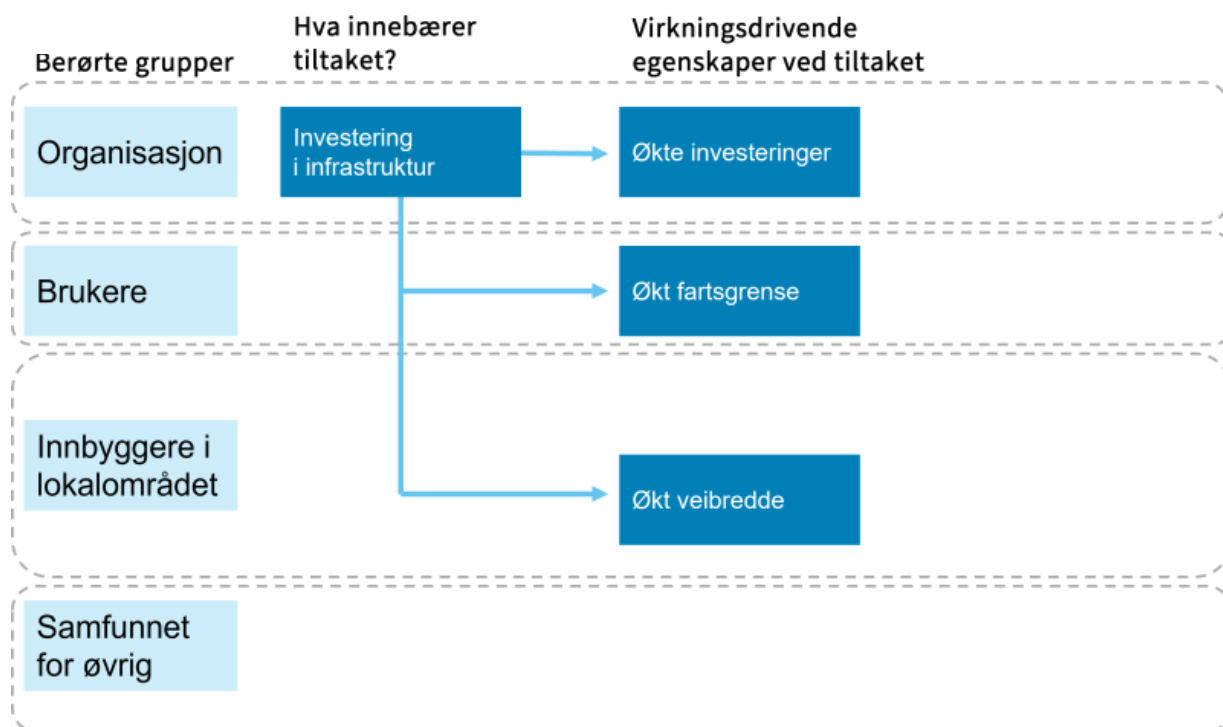 Berørte grupper
Hva innebærer
tiltaket?
Virkningsdrivende
egenskaper ved tiltaket
Organisasjon
Investering
i infrastruktur
Økte investeringer
Brukere
Økt fartsgrense
Innbyggere i
lokalområdet
Økt veibredde
Samfunnet
for øvrig